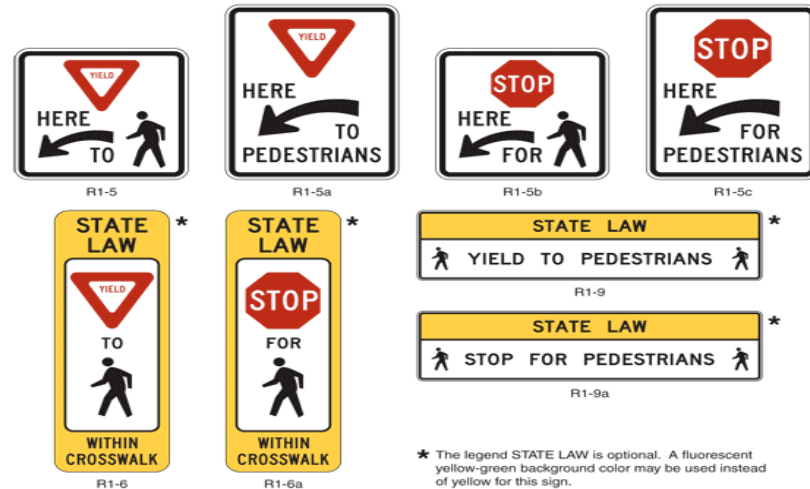 YIELD
HERE
TO
R1-5
YIELD
HERE
TO
PEDESTRIANS
R1-5a
STOP
HERE
FOR
R1-5b
STOP
HERE
FOR
PEDESTRIANS
R1-5c
STATE
LAW
*
YIELD
TO
WITHIN
CROSSWALK
R1-6
STATE
LAW
*
STOP
FOR
WITHIN
CROSSWALK
R1-6a
STATE LAW
*
YIELD TO PEDESTRIANS
R1-9
STATE LAW
*
STOP FOR PEDESTRIANS
R1-9a
* The legend STATE LAW is optional. A fluorescent
yellow-green background color may be used instead
of yellow for this sign.